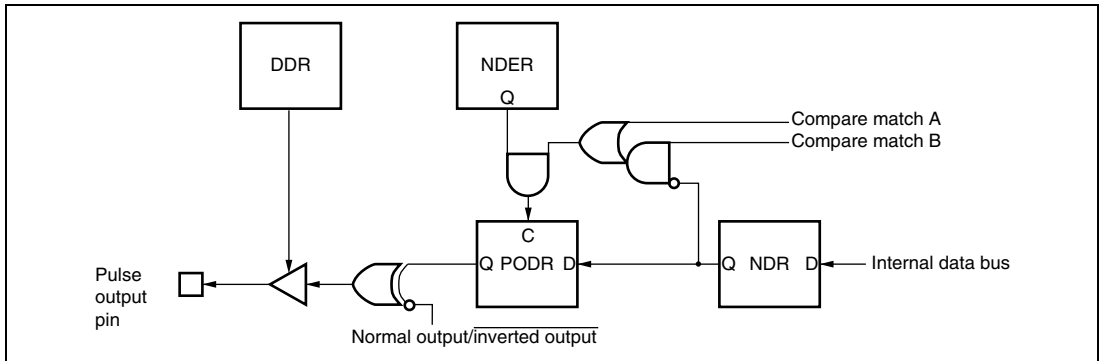 DDR
NDER
Q
Compare match A
Compare match B
C
Q PODR D
Q NDR D
Internal data bus
Pulse
output
pin
Normal output/inverted output